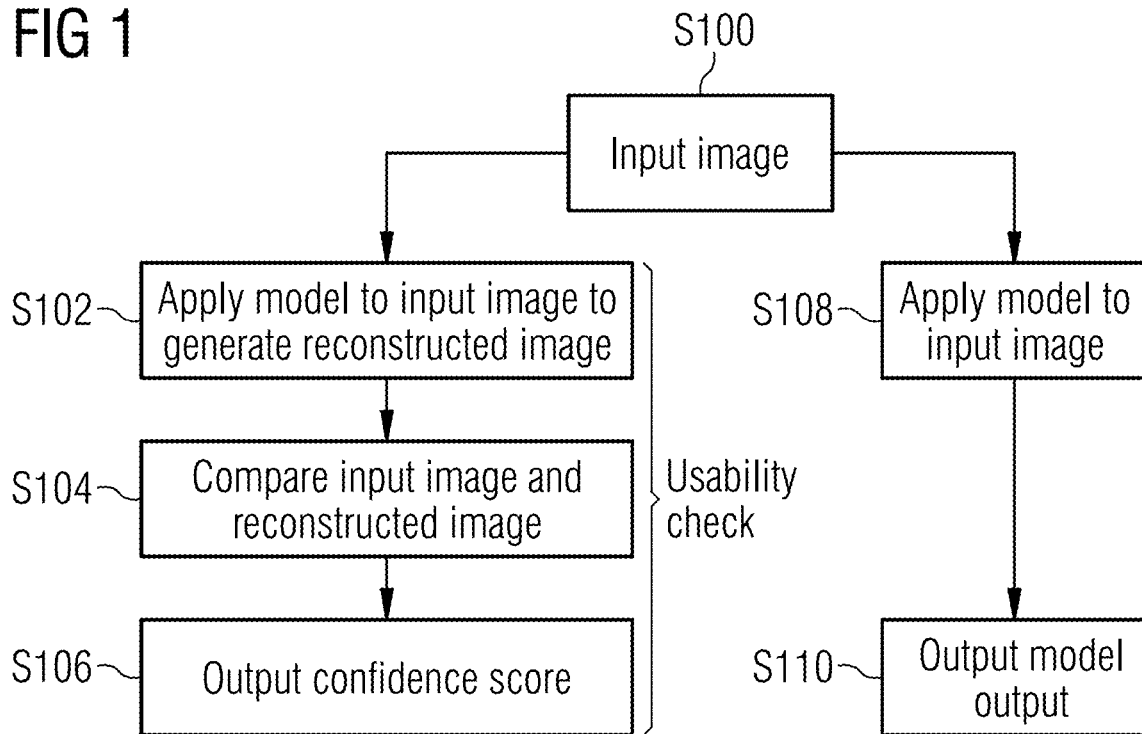 FIG 1
S100
Input image
S102
Apply model to input image to
generate reconstructed image
S108
Apply model to
input image
S104
Compare input image and
reconstructed image
Usability
check
S106
Output confidence score
S110
Output model
output